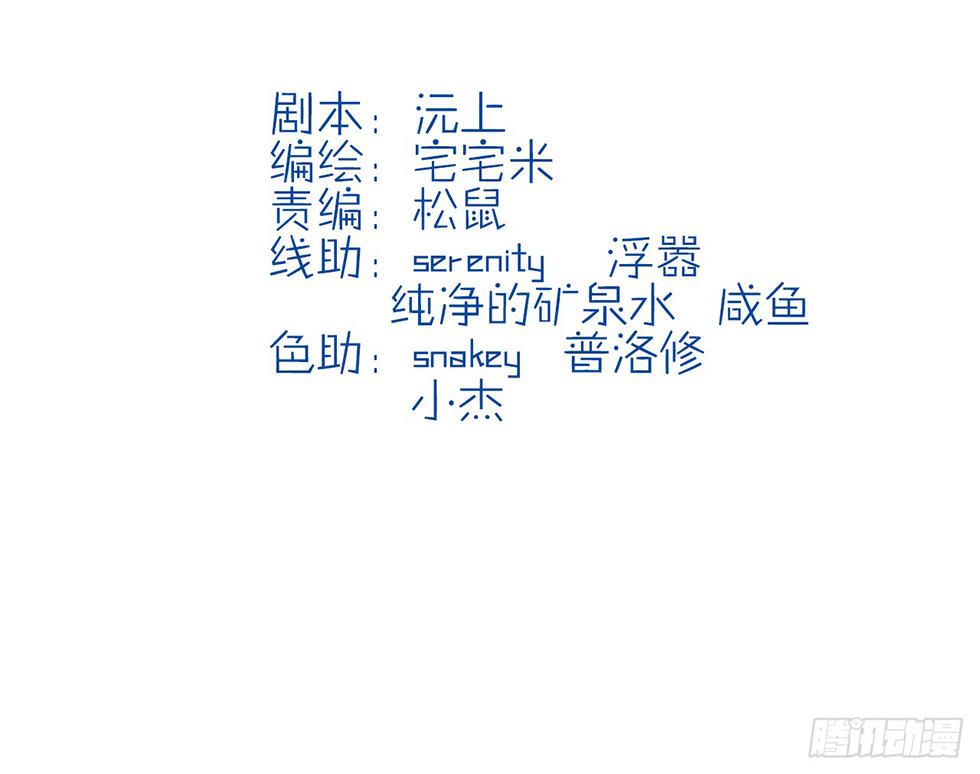 剧本：沅上
编绘：宅宅米
责编：松鼠
线助：serenity 浮嚣
纯净的矿泉水 咸鱼
色助：snakey 普洛修
小杰
腾讯动漫